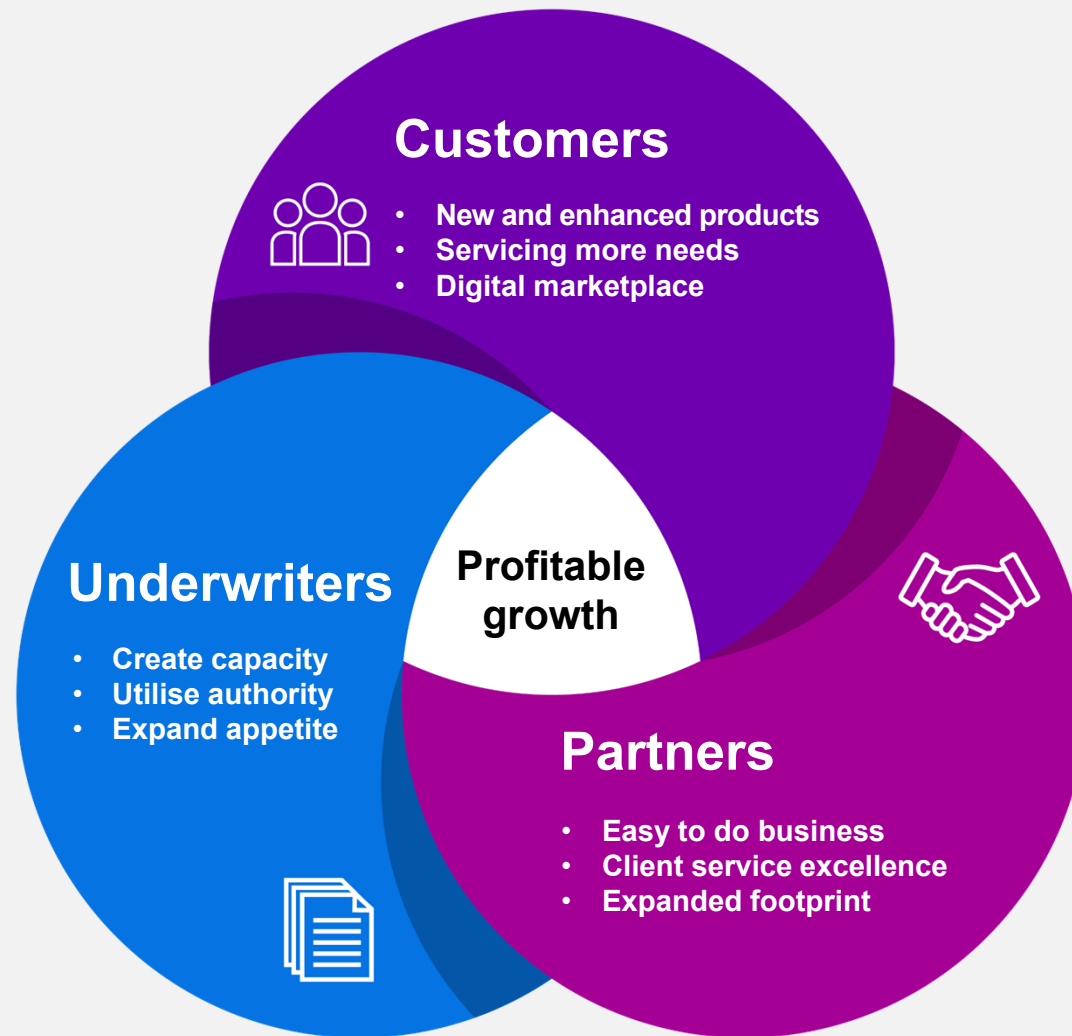 Customers
• New and enhanced products
• Servicing more needs
• Digital marketplace
Underwriters
• Create capacity
• Utilise authority
• Expand appetite
Profitable
growth
Partners
• Easy to do business
• Client service excellence
• Expanded footprint